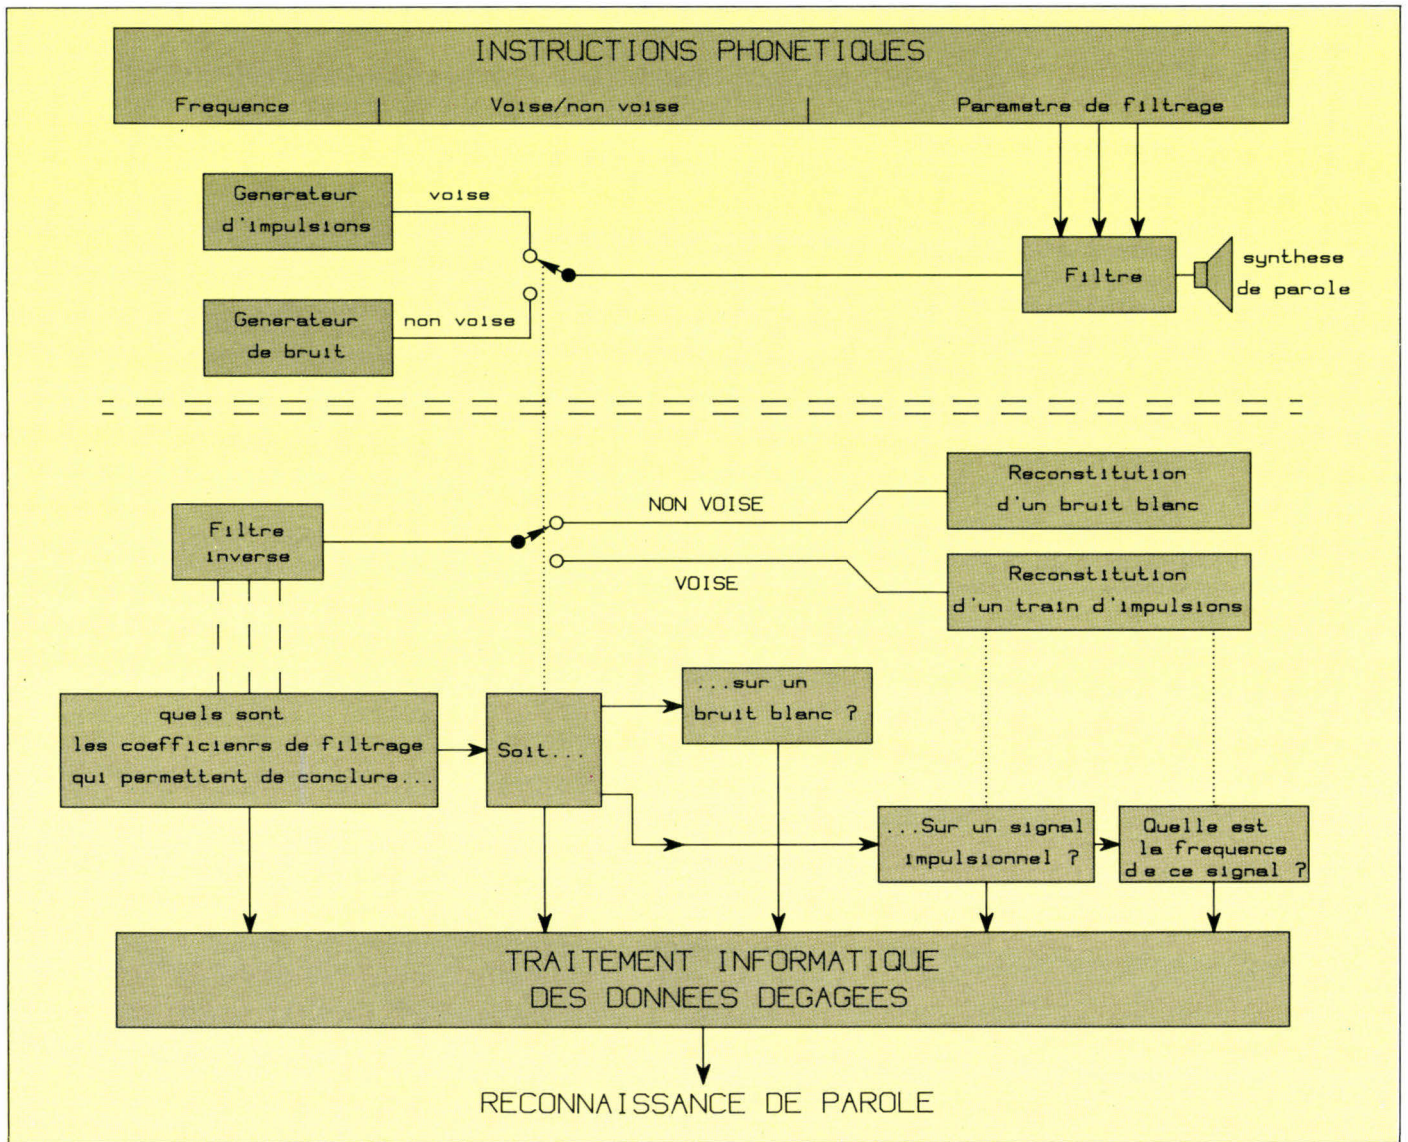 INSTRUCTIONS PHONETIQUES
Frequence | Voise/non voise | Parametre de filtrage
Generateur
d'impulsions
voise
Generateur
de bruit
non voise
Filtre
synthese
de parole
Filtre
inverse
NON VOISE
VOISE
Reconstitution
d'un bruit blanc
Reconstitution
d'un train d'impulsions
quels sont
les coefficienrs de filtrage
qui permettent de conclure...
Soit...
...sur un
bruit blanc ?
...Sur un signal
impulsionnel ?
Quelle est
la frequence
de ce signal ?
TRAITEMENT INFORMATIQUE
DES DONNEES DEGAGEES
RECONNAISSANCE DE PAROLE